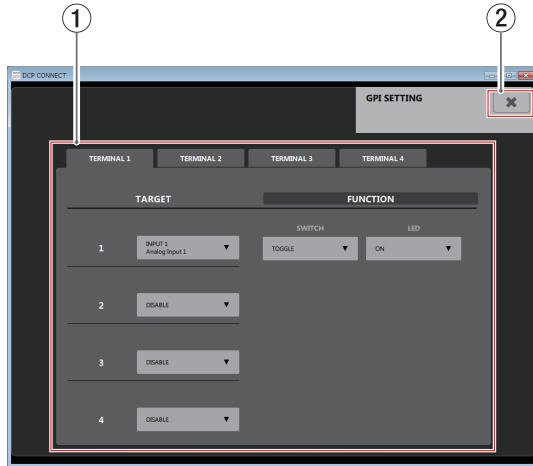 1 2
DCP CONNECT
GPI SETTING
TERMINAL 1 TERMINAL 2 TERMINAL 3 TERMINAL 4
TARGET FUNCTION
SWITCH LED
1 INPUT 1
Analog Input 1 TOGGLE ON
2 DISABLE
3 DISABLE
4 DISABLE